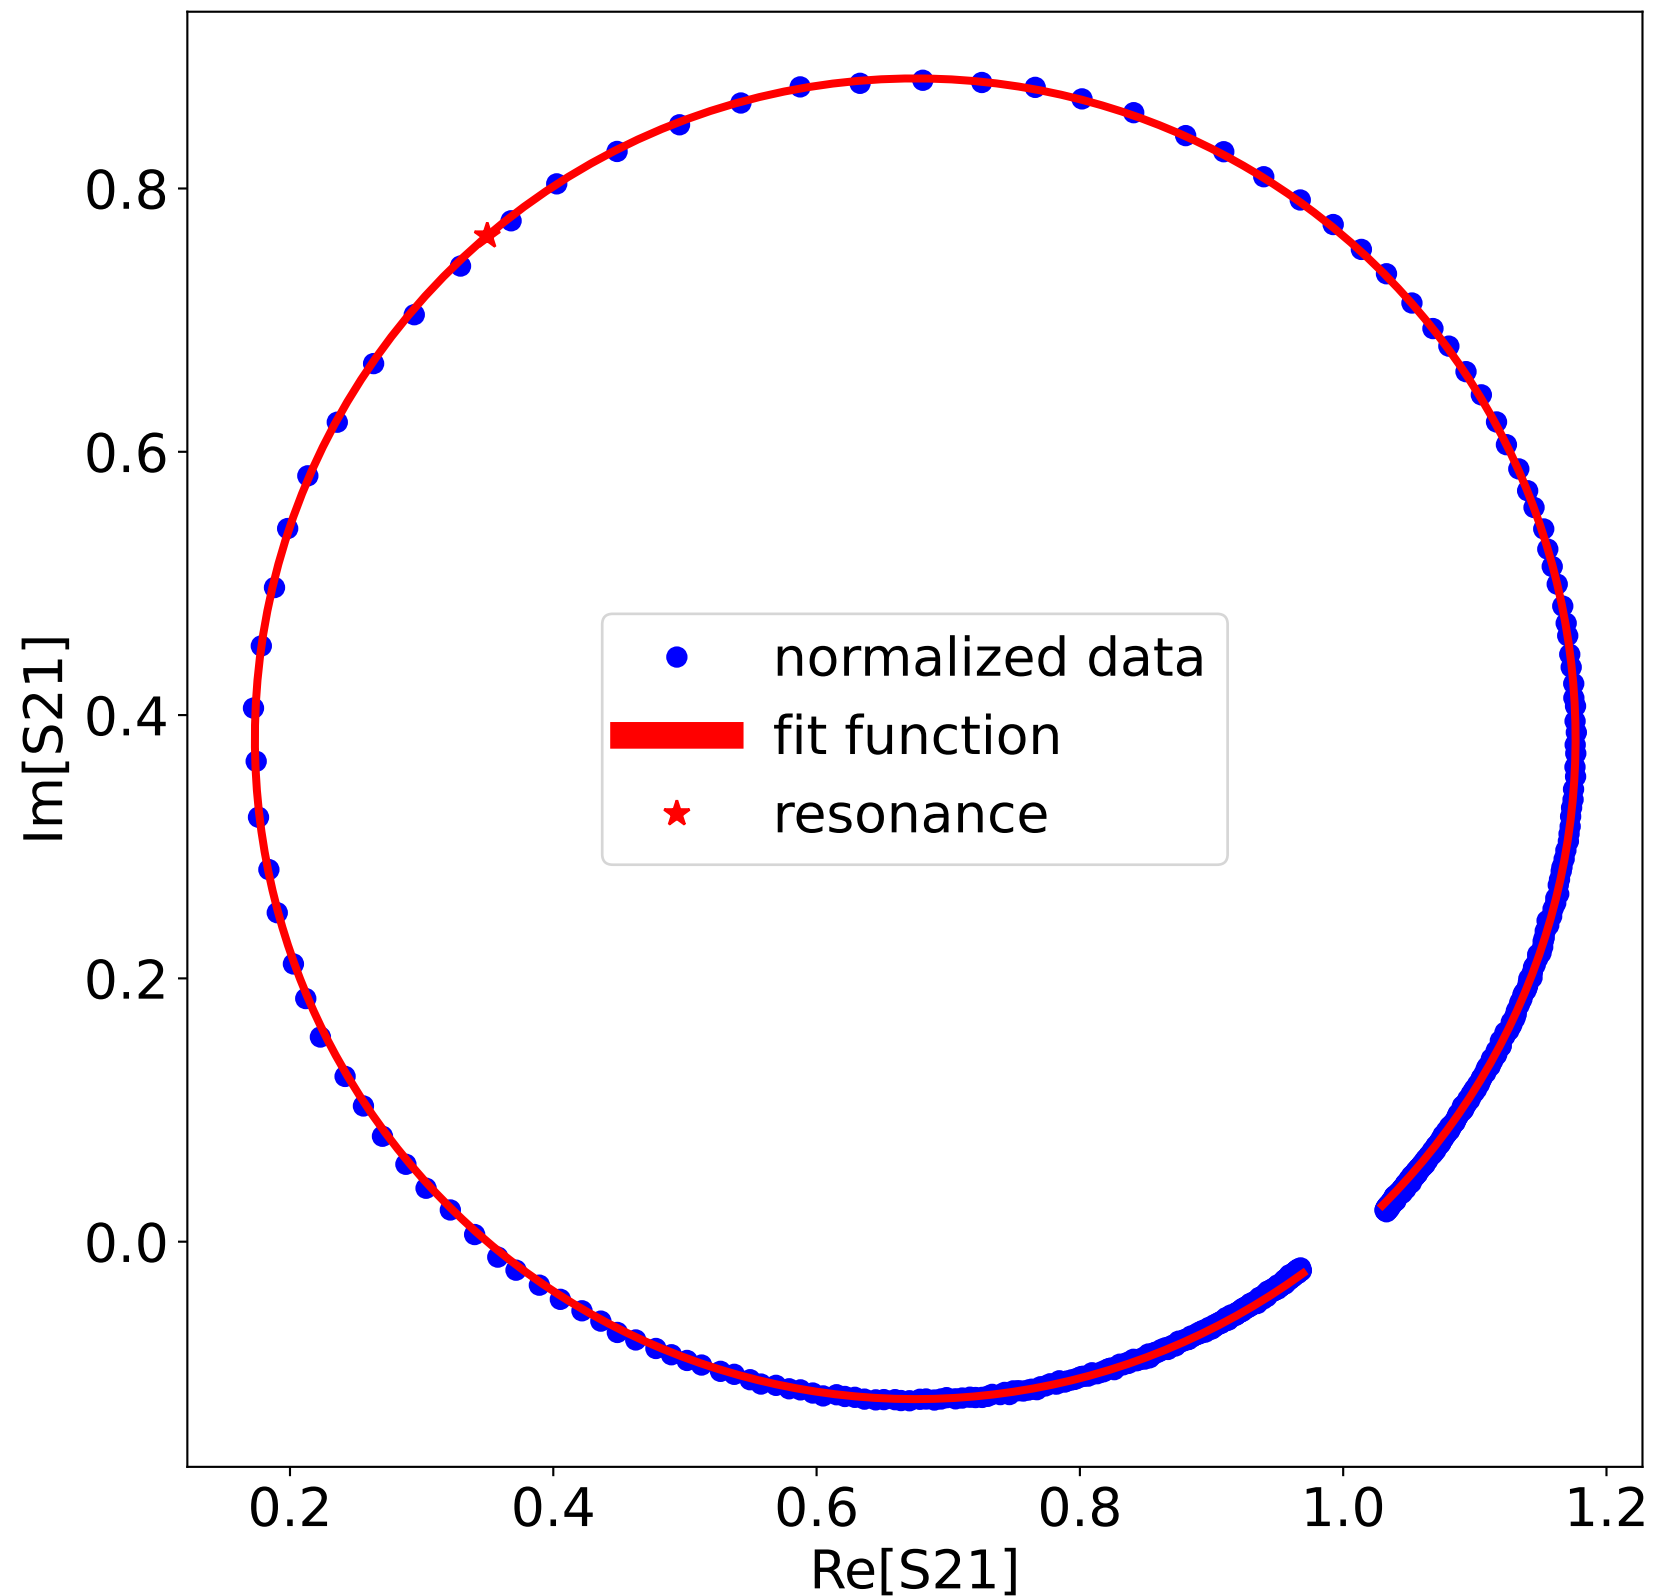 0.8
0.6
0.4
0.2
0.0
Im[S21]
normalized data
fit function
resonance
0.2 0.4 0.6 0.8 1.0 1.2
Re[S21]